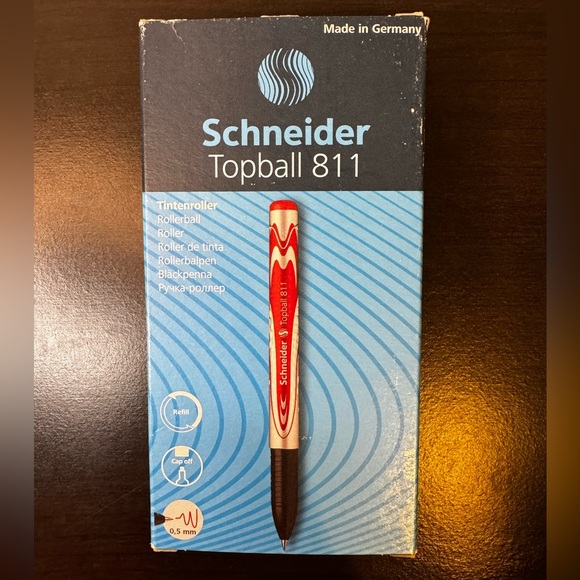 Made in Germany
Schneider
Topball 811
Tintenroller
Rollerball
Roller
Roller de tinta
Rollerbalpen
Bläckpenna
Ручка-роллер
Schneider Topball 811
Refill
Cap off
0,5 mm